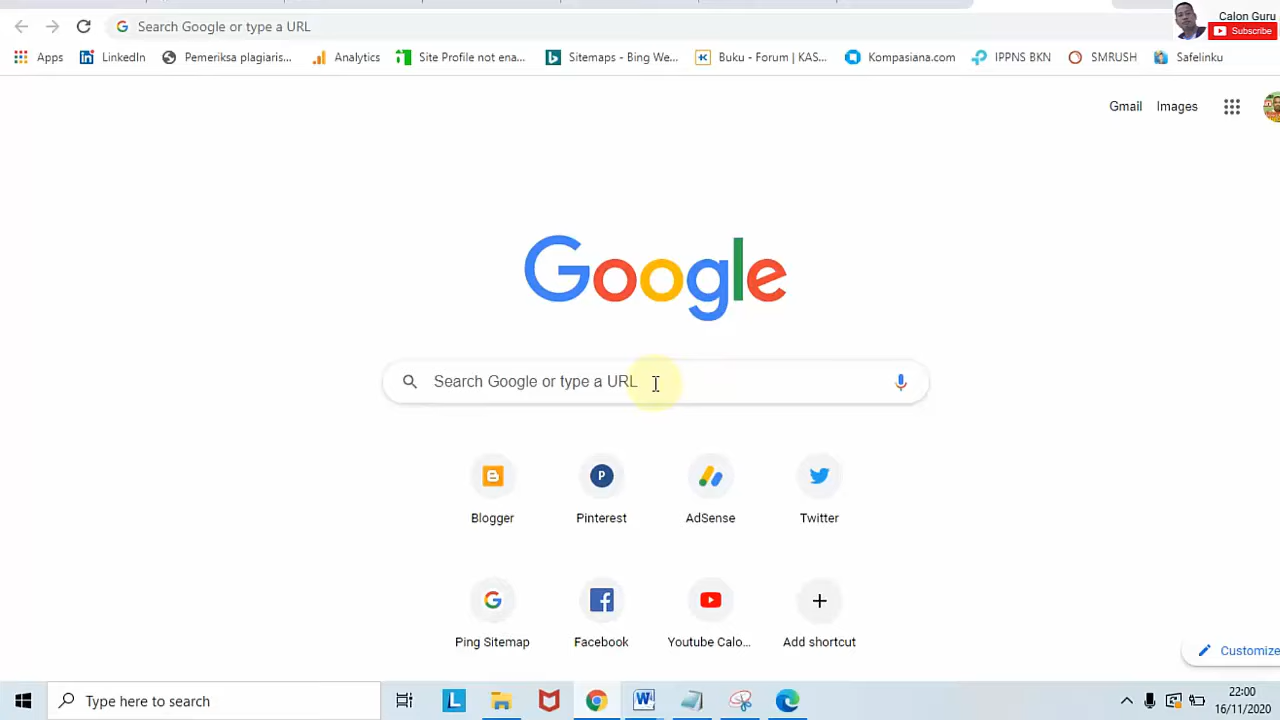 Calon Guru
Subscribe
Search Google or type a URL
Apps LinkedIn Pemeriksa plagiaris... Analytics Site Profile not ena... Sitemaps - Bing We... Buku - Forum | KAS... Kompasiana.com IPPNS BKN SMRUSH Safelinku
Gmail Images
Google
Search Google or type a URL
Blogger Pinterest AdSense Twitter
Ping Sitemap Facebook Youtube Calo... Add shortcut
Customize
Type here to search
22:00
16/11/2020